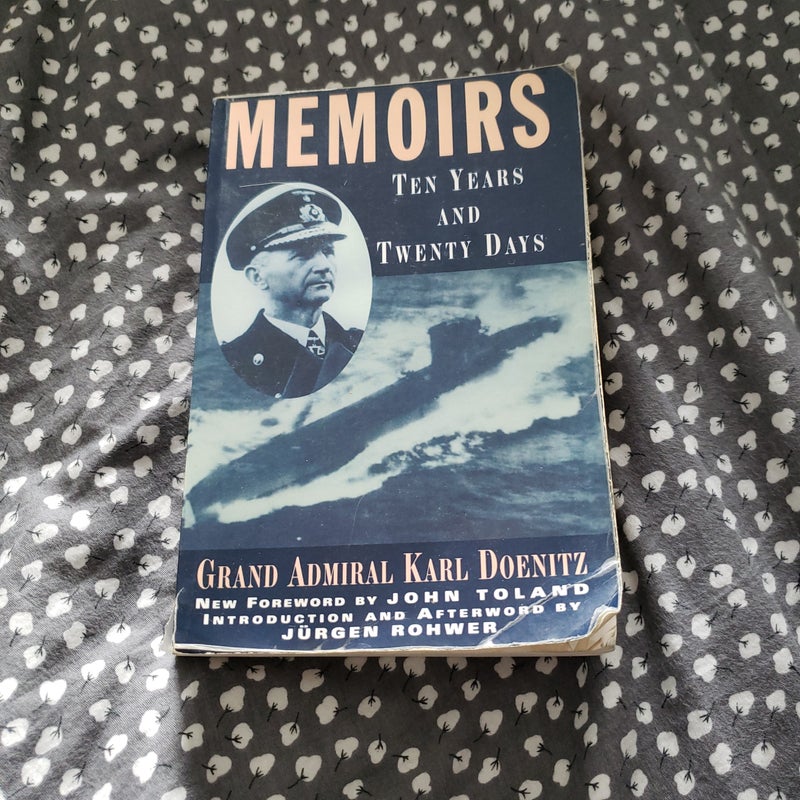 MEMOIRS
TEN YEARS
AND
TWENTY DAYS
GRAND ADMIRAL KARL DOENITZ
NEW FOREWORD BY JOHN TOLAND
INTRODUCTION AND AFTERWORD BY
JÜRGEN ROHWER